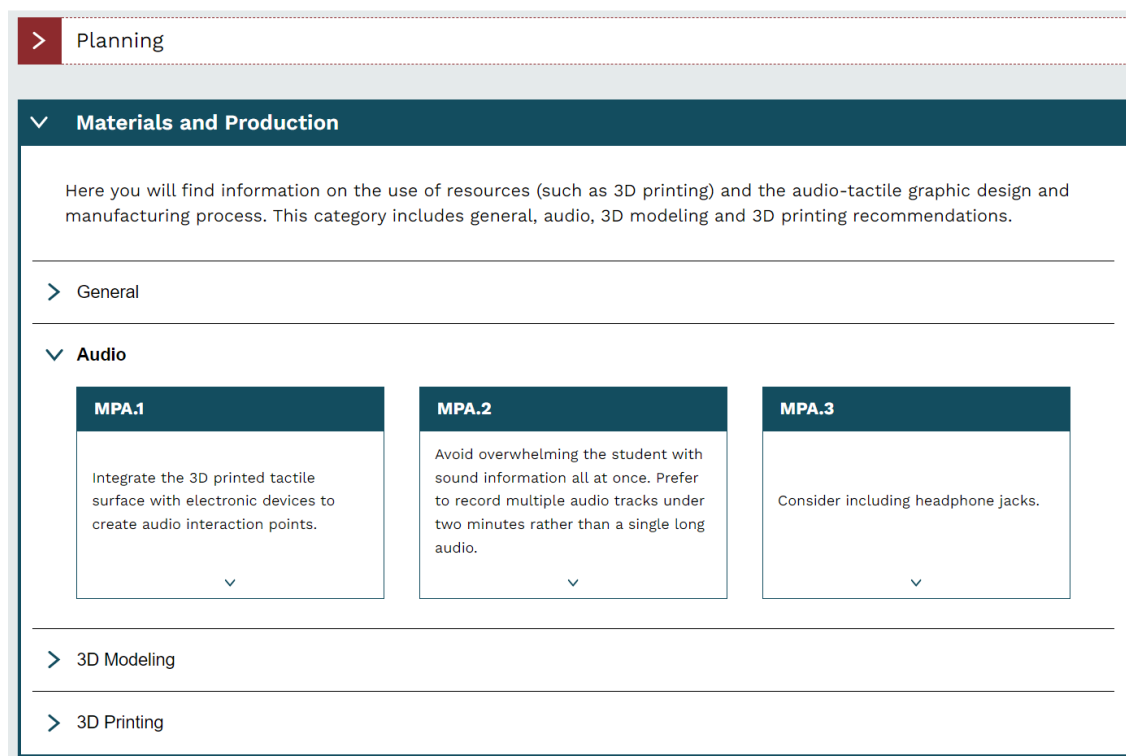 Planning
Materials and Production
Here you will find information on the use of resources (such as 3D printing) and the audio-tactile graphic design and
manufacturing process. This category includes general, audio, 3D modeling and 3D printing recommendations.
General
Audio
MPA.1
Integrate the 3D printed tactile
surface with electronic devices to
create audio interaction points.
MPA.2
Avoid overwhelming the student with
sound information all at once. Prefer
to record multiple audio tracks under
two minutes rather than a single long
audio.
MPA.3
Consider including headphone jacks.
3D Modeling
3D Printing